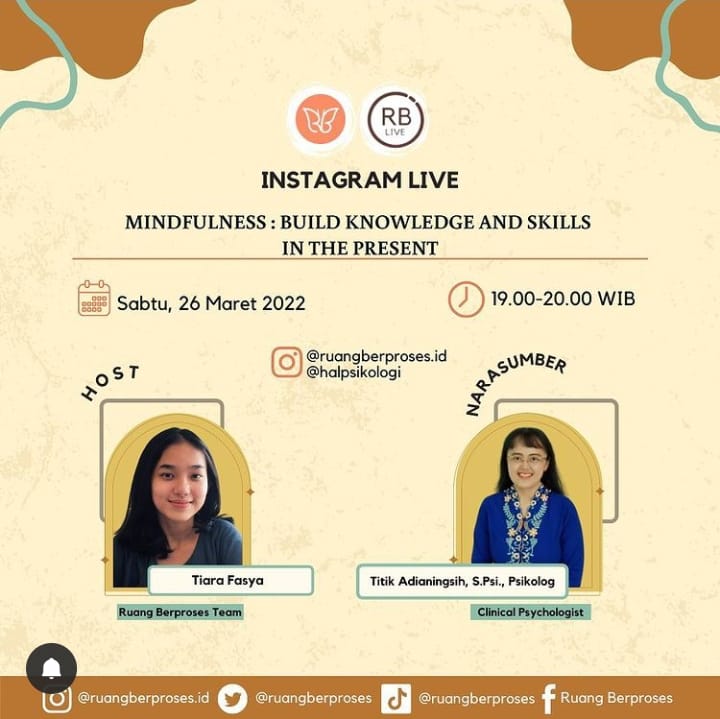 RB
LIVE
INSTAGRAM LIVE
MINDFULNESS : BUILD KNOWLEDGE AND SKILLS
IN THE PRESENT
Sabtu, 26 Maret 2022
19.00-20.00 WIB
@ruangberproses.id
@halpsikologi
HOST
NARASUMBER
Tiara Fasya
Ruang Berproses Team
Titik Adianingsih, S.Psi., Psikolog
Clinical Psychologist
@ruangberproses.id @ruangberproses @ruangberproses Ruang Berproses